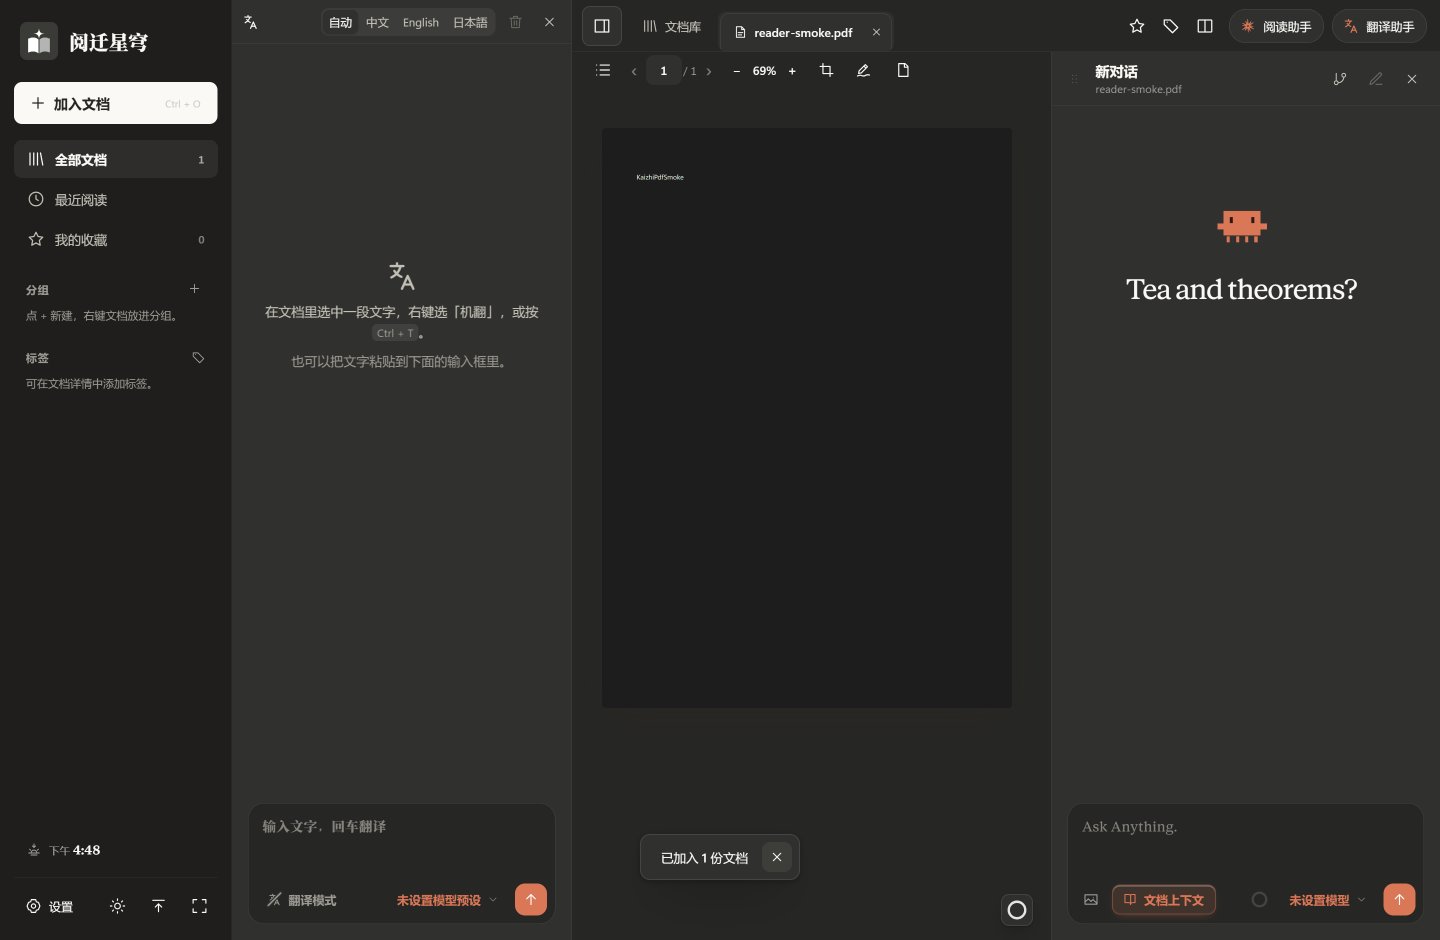 阅迁星穹
加入文档 Ctrl + O
全部文档 1
最近阅读
我的收藏 0
分组
点 + 新建，右键文档放进分组。
标签
可在文档详情中添加标签。
下午 4:48
设置
自动 中文 English 日本語
在文档里选中一段文字，右键选「机翻」，或按
Ctrl + T 。
也可以把文字粘贴到下面的输入框里。
输入文字，回车翻译
翻译模式 未设置模型预设
文档库 reader-smoke.pdf
1 / 1 − 69% +
KaizhiPdfSmoke
已加入 1 份文档
阅读助手 翻译助手
新对话
reader-smoke.pdf
Tea and theorems?
Ask Anything.
文档上下文 未设置模型